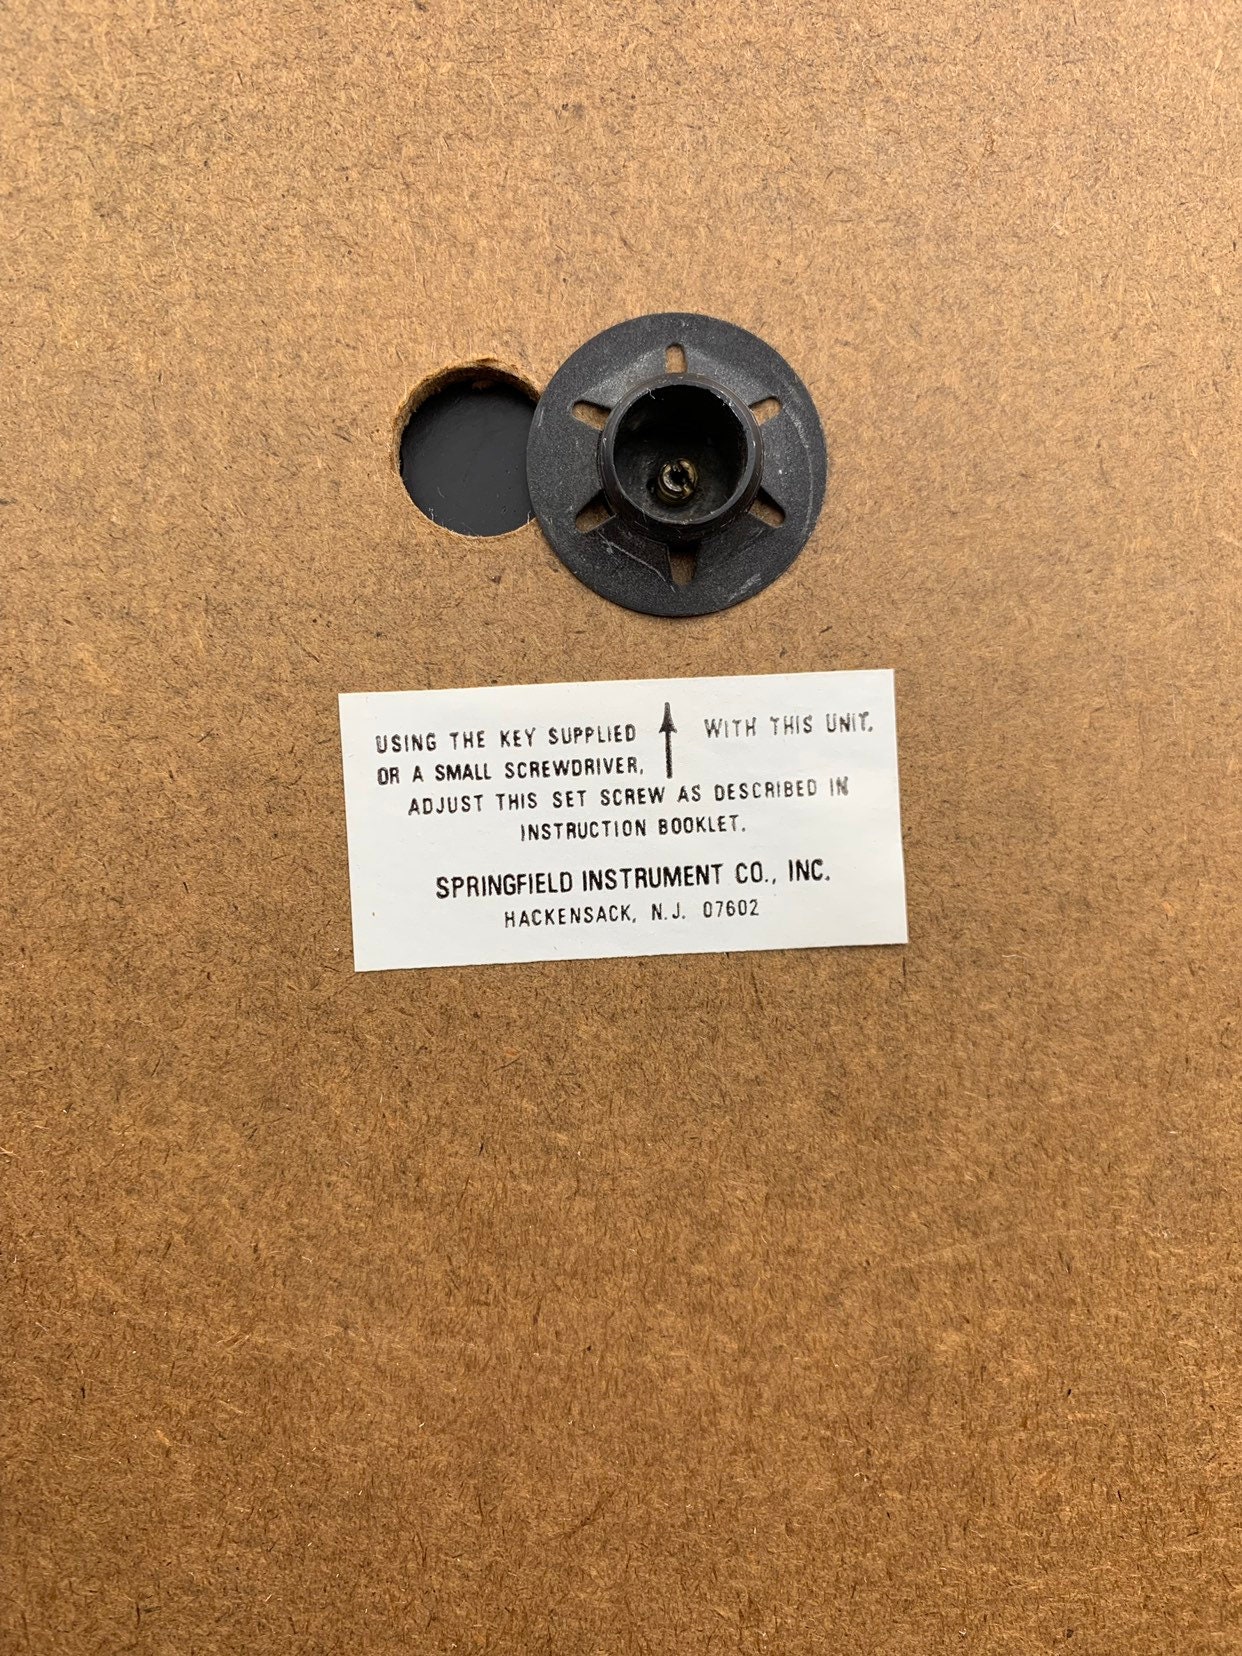 USING THE KEY SUPPLIED WITH THIS UNIT,
OR A SMALL SCREWDRIVER,
ADJUST THIS SET SCREW AS DESCRIBED IN
INSTRUCTION BOOKLET.
SPRINGFIELD INSTRUMENT CO., INC.
HACKENSACK, N.J. 07602